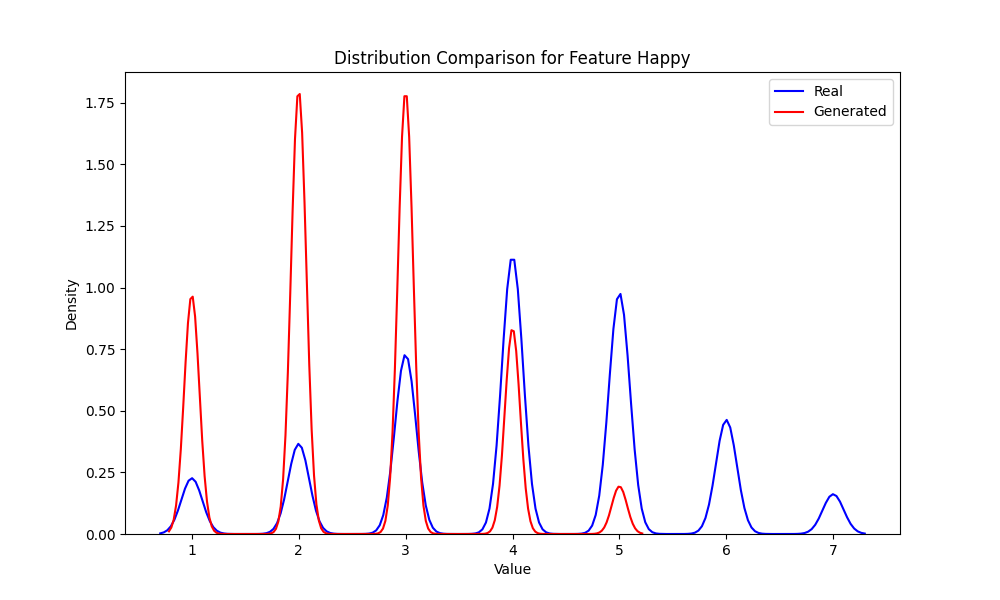 Distribution Comparison for Feature Happy
Real
Generated
1.75
1.50
1.25
1.00
0.75
0.50
0.25
0.00
Density
1 2 3 4 5 6 7
Value